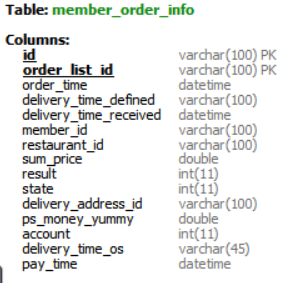 Table: member_order_info
Columns:
id varchar(100) PK
order_list_id varchar(100) PK
order_time datetime
delivery_time_defined varchar(100)
delivery_time_received datetime
member_id varchar(100)
restaurant_id varchar(100)
sum_price double
result int(11)
state int(11)
delivery_address_id varchar(100)
ps_money_yummy double
account int(11)
delivery_time_os varchar(45)
pay_time datetime